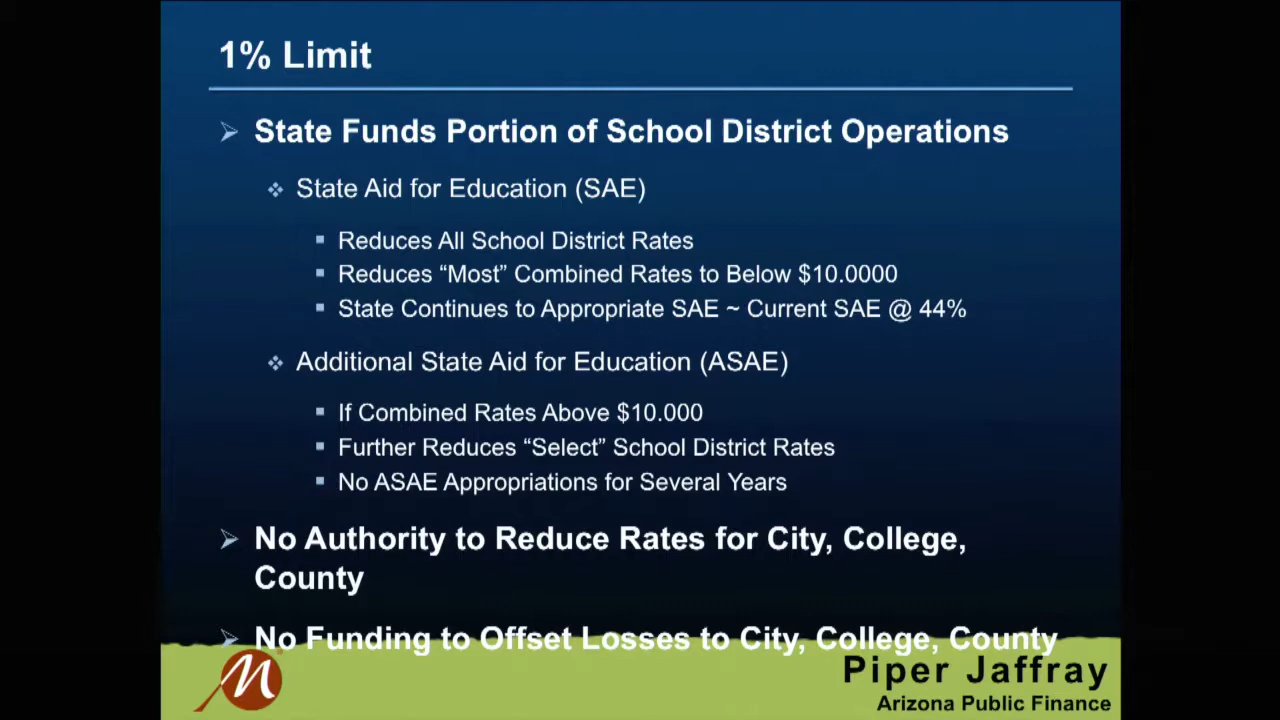 1% Limit
State Funds Portion of School District Operations
State Aid for Education (SAE)
Reduces All School District Rates
Reduces “Most” Combined Rates to Below $10.0000
State Continues to Appropriate SAE ~ Current SAE @ 44%
Additional State Aid for Education (ASAE)
If Combined Rates Above $10.000
Further Reduces “Select” School District Rates
No ASAE Appropriations for Several Years
No Authority to Reduce Rates for City, College,
County
No Funding to Offset Losses to City, College, County
M
Piper Jaffray
Arizona Public Finance